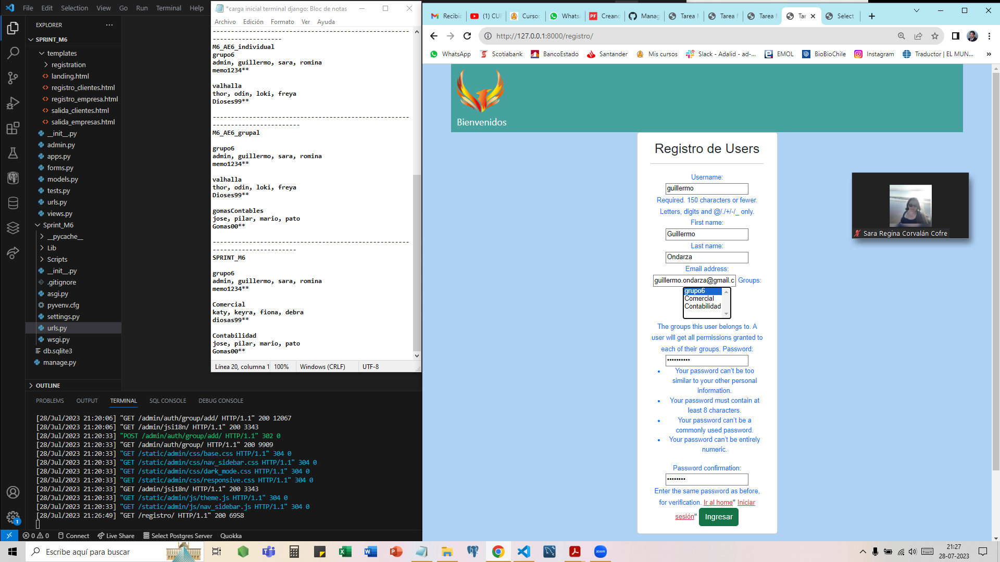 File Edit Selection View Go Run Terminal Help
EXPLORER
SPRINT_M6
templates
registration
landing.html
registro_clientes.html
registro_empresa.html
salida_clientes.html
salida_empresas.html
__init__.py
admin.py
apps.py
forms.py
models.py
tests.py
urls.py
views.py
Sprint_M6
__pycache__
Lib
Scripts
__init__.py
.gitignore
asgi.py
pyvenv.cfg
settings.py
urls.py
wsgi.py
db.sqlite3
manage.py
OUTLINE
*carga inicial terminal django: Bloc de notas
Archivo Edición Formato Ver Ayuda
M6_AE6_individual
grupo6
admin, guillermo, sara, romina
memo1234**
valhalla
thor, odin, loki, freya
Dioses99**
M6_AE6_grupal
grupo6
admin, guillermo, sara, romina
memo1234**
valhalla
thor, odin, loki, freya
Dioses99**
gomasContables
jose, pilar, mario, pato
Gomas00**
SPRINT_M6
grupo6
admin, guillermo, sara, romina
memo1234**
Comercial
katy, keyra, fiona, debra
diosas99**
Contabilidad
jose, pilar, mario, pato
Gomas00**
Línea 20, columna 1 100% Windows (CRLF) UTF-8
PROBLEMS OUTPUT TERMINAL SQL CONSOLE DEBUG CONSOLE
[28/Jul/2023 21:20:06] "GET /admin/auth/group/add/ HTTP/1.1" 200 12067
[28/Jul/2023 21:20:06] "GET /admin/jsi18n/ HTTP/1.1" 200 3343
[28/Jul/2023 21:20:33] "POST /admin/auth/group/add/ HTTP/1.1" 302 0
[28/Jul/2023 21:20:33] "GET /admin/auth/group/ HTTP/1.1" 200 9909
[28/Jul/2023 21:20:33] "GET /static/admin/css/base.css HTTP/1.1" 304 0
[28/Jul/2023 21:20:33] "GET /static/admin/css/nav_sidebar.css HTTP/1.1" 304 0
[28/Jul/2023 21:20:33] "GET /static/admin/css/dark_mode.css HTTP/1.1" 304 0
[28/Jul/2023 21:20:33] "GET /static/admin/css/responsive.css HTTP/1.1" 304 0
[28/Jul/2023 21:20:33] "GET /admin/jsi18n/ HTTP/1.1" 200 3343
[28/Jul/2023 21:20:33] "GET /static/admin/js/theme.js HTTP/1.1" 304 0
[28/Jul/2023 21:20:33] "GET /static/admin/js/nav_sidebar.js HTTP/1.1" 304 0
[28/Jul/2023 21:26:49] "GET /registro/ HTTP/1.1" 200 6958
0 0 Connect Live Share Select Postgres Server Quokka
Recibid (1) CU Curso: Whats Creand Manag Tarea Tarea Tarea Tar Select
http://127.0.0.1:8000/registro/
WhatsApp Scotiabank BancoEstado Santander Mis cursos Slack - Adalid - ad-... EMOL BioBioChile Instagram Traductor | EL MUN... »
Bienvenidos
Registro de Users
Username:
guillermo
Required. 150 characters or fewer.
Letters, digits and @/./+/-/_ only.
First name:
Guillermo
Last name:
Ondarza
Email address:
guillermo.ondarza@gmail.c Groups:
grupo6
Comercial
Contabilidad
The groups this user belongs to. A
user will get all permissions granted to
each of their groups. Password:
••••••••••
• Your password can't be too
similar to your other personal
information.
• Your password must contain at
least 8 characters.
• Your password can't be a
commonly used password.
• Your password can't be entirely
numeric.
Password confirmation:
••••••••
Enter the same password as before,
for verification. Ir al home" Iniciar
sesión" Ingresar
Sara Regina Corvalán Cofre
Escribe aquí para buscar
zoom
21:27
28-07-2023